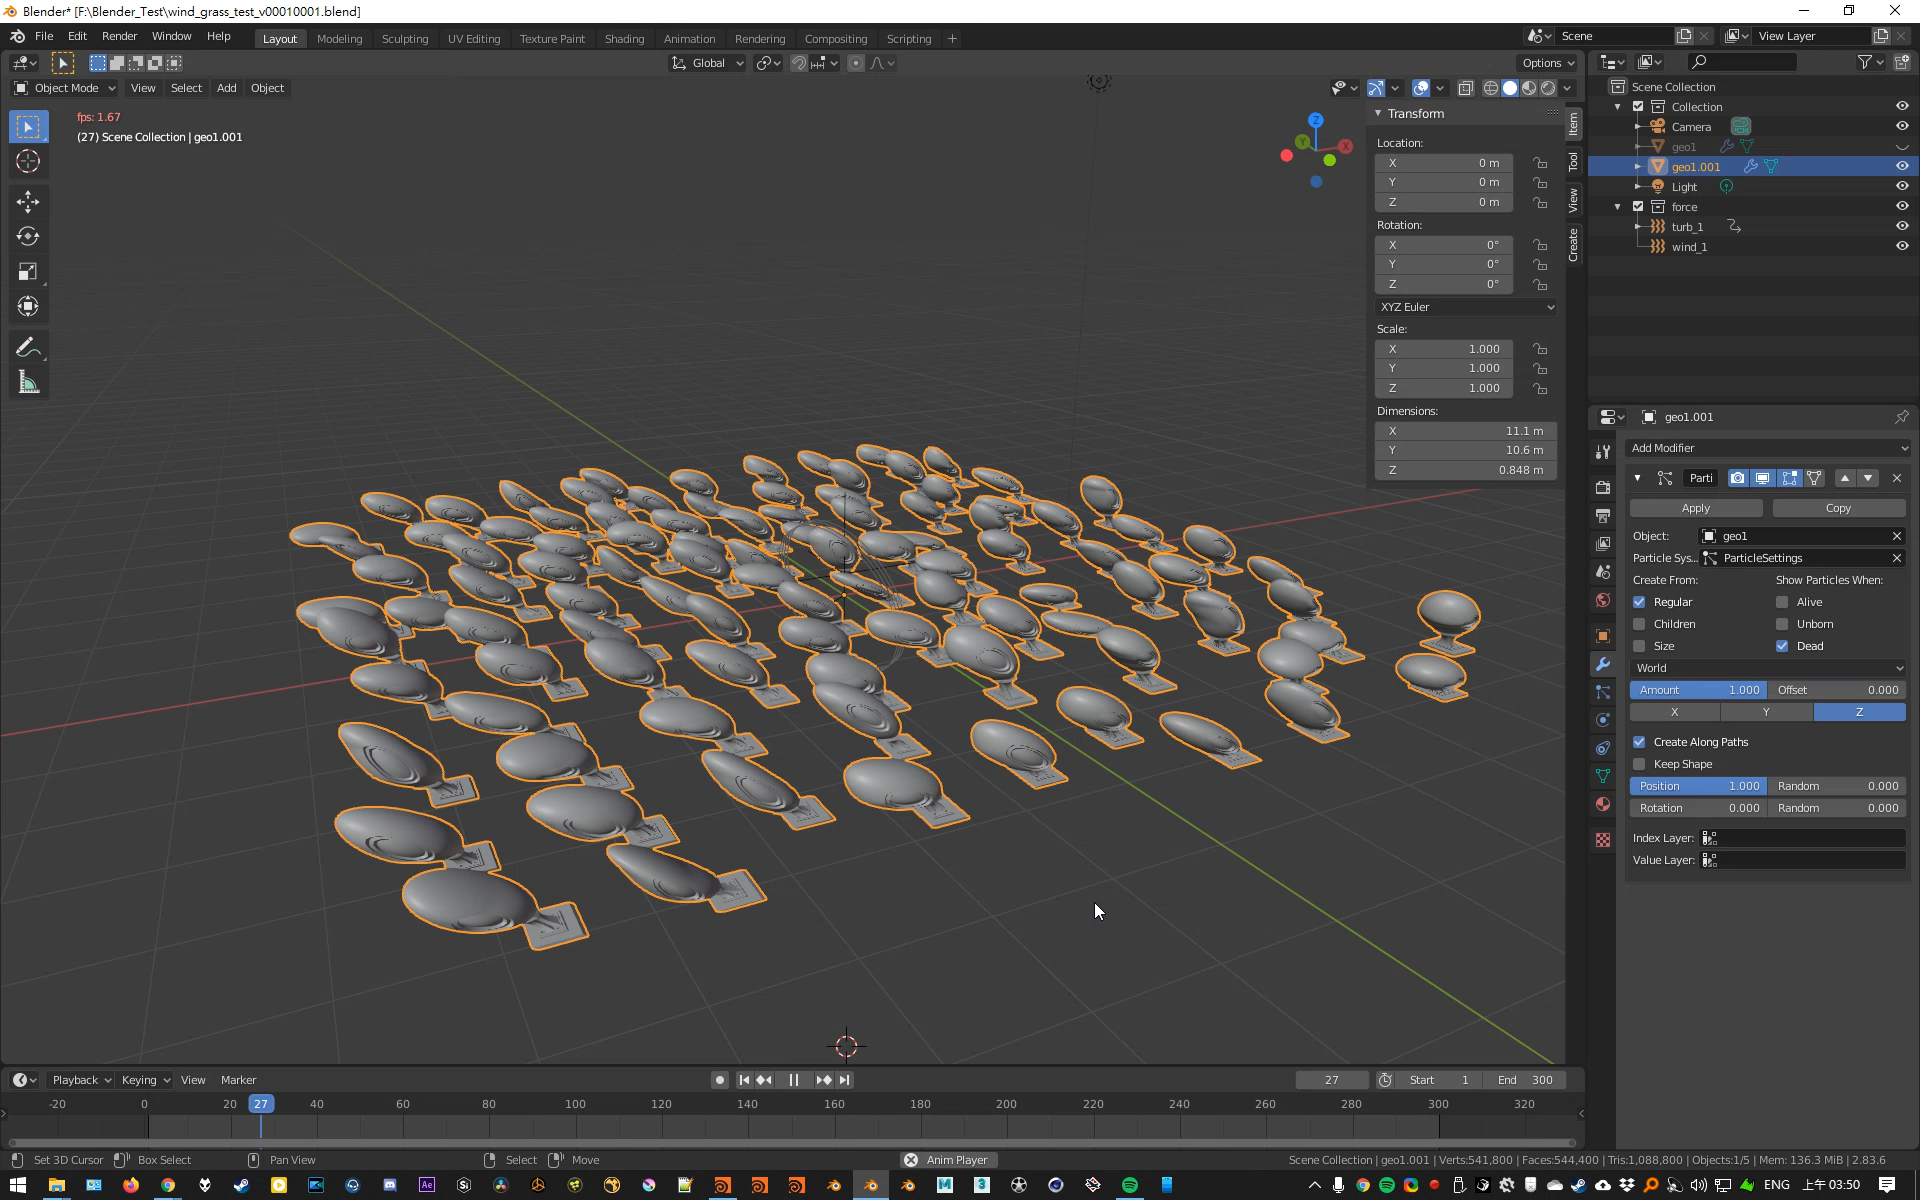 Blender* [F:\Blender_Test\wind_grass_test_v00010001.blend]
File Edit Render Window Help Layout Modeling Sculpting UV Editing Texture Paint Shading Animation Rendering Compositing Scripting + Scene View Layer
Global Options
Object Mode View Select Add Object
fps: 1.67
(27) Scene Collection | geo1.001
Z
Y
X
Transform
Location:
X 0 m
Y 0 m
Z 0 m
Rotation:
X 0°
Y 0°
Z 0°
XYZ Euler
Scale:
X 1.000
Y 1.000
Z 1.000
Dimensions:
X 11.1 m
Y 10.6 m
Z 0.848 m
Item
Tool
View
Create
Scene Collection
Collection
Camera
geo1
geo1.001
Light
force
turb_1
wind_1
geo1.001
Add Modifier
Parti
Apply Copy
Object: geo1
Particle Sys... ParticleSettings
Create From: Show Particles When:
Regular Alive
Children Unborn
Size Dead
World
Amount 1.000 Offset 0.000
X Y Z
Create Along Paths
Keep Shape
Position 1.000 Random 0.000
Rotation 0.000 Random 0.000
Index Layer:
Value Layer:
Playback Keying View Marker 27 Start 1 End 300
-20 0 20 27 40 60 80 100 120 140 160 180 200 220 240 260 280 300 320
Set 3D Cursor Box Select Pan View Select Move Anim Player Scene Collection | geo1.001 | Verts:541,800 | Faces:544,400 | Tris:1,088,800 | Objects:1/5 | Mem: 136.3 MiB | 2.83.6
Ae M 3 ENG 上午 03:50